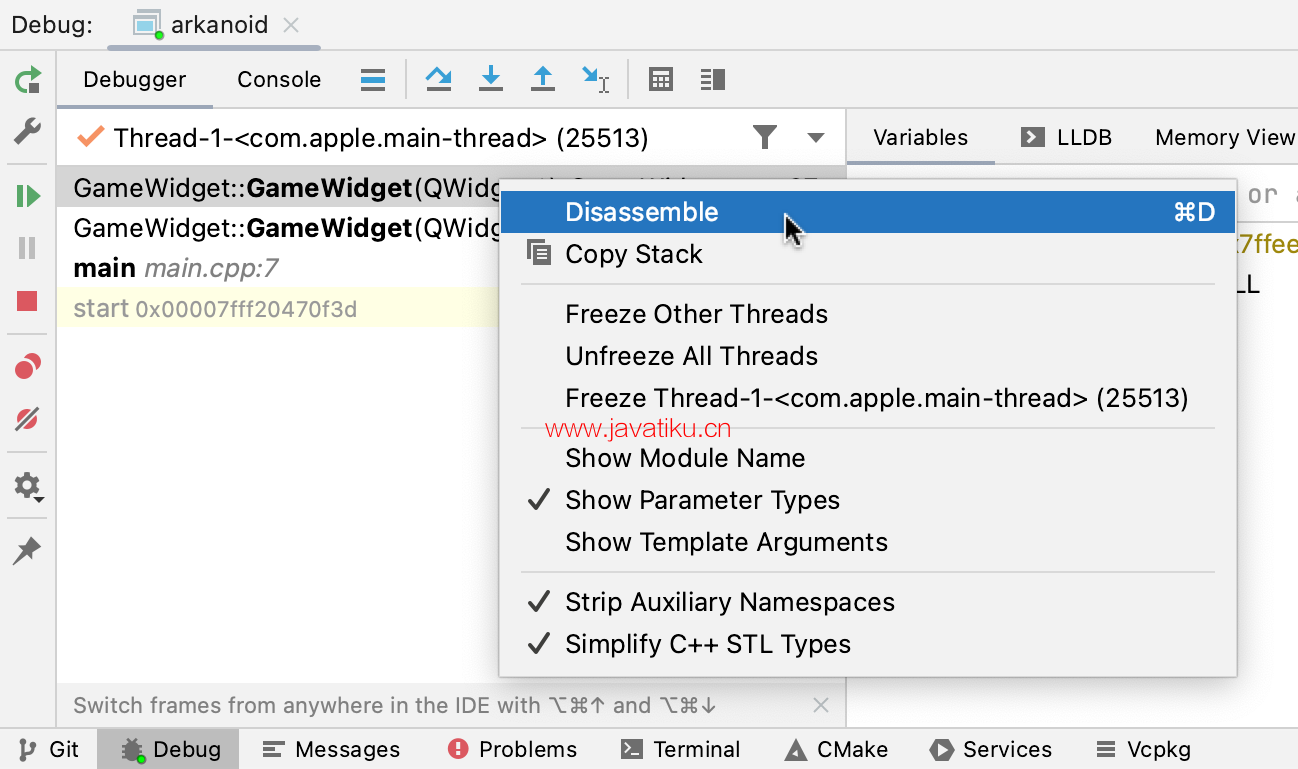 Debug: arkanoid
Debugger Console
Thread-1-<com.apple.main-thread> (25513)
Variables LLDB Memory View
GameWidget::GameWidget(QWidg
GameWidget::GameWidget(QWidg
main main.cpp:7
start 0x00007fff20470f3d
or
7ffee
LL
Disassemble ⌘D
Copy Stack
Freeze Other Threads
Unfreeze All Threads
Freeze Thread-1-<com.apple.main-thread> (25513)
www.javatiku.cn
Show Module Name
✓ Show Parameter Types
Show Template Arguments
✓ Strip Auxiliary Namespaces
✓ Simplify C++ STL Types
Switch frames from anywhere in the IDE with ⌥⌘↑ and ⌥⌘↓
Git Debug Messages Problems Terminal CMake Services Vcpkg